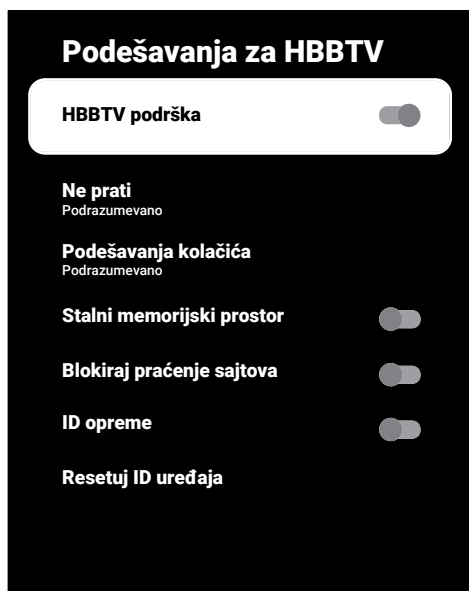 Podešavanja za HBBTV
HBBTV podrška
Ne prati
Podrazumevano
Podešavanja kolačića
Podrazumevano
Stalni memorijski prostor
Blokiraj praćenje sajtova
ID opreme
Resetuj ID uređaja